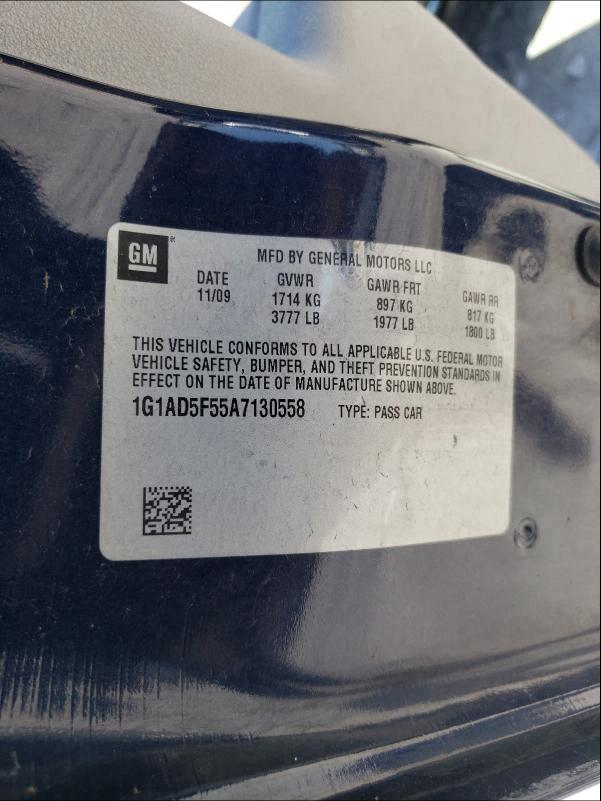 GM®
MFD BY GENERAL MOTORS LLC
DATE GVWR GAWR FRT GAWR RR
11/09 1714 KG 897 KG 817 KG
3777 LB 1977 LB 1800 LB
THIS VEHICLE CONFORMS TO ALL APPLICABLE U.S. FEDERAL MOTOR
VEHICLE SAFETY, BUMPER, AND THEFT PREVENTION STANDARDS IN
EFFECT ON THE DATE OF MANUFACTURE SHOWN ABOVE.
1G1AD5F55A7130558 TYPE: PASS CAR